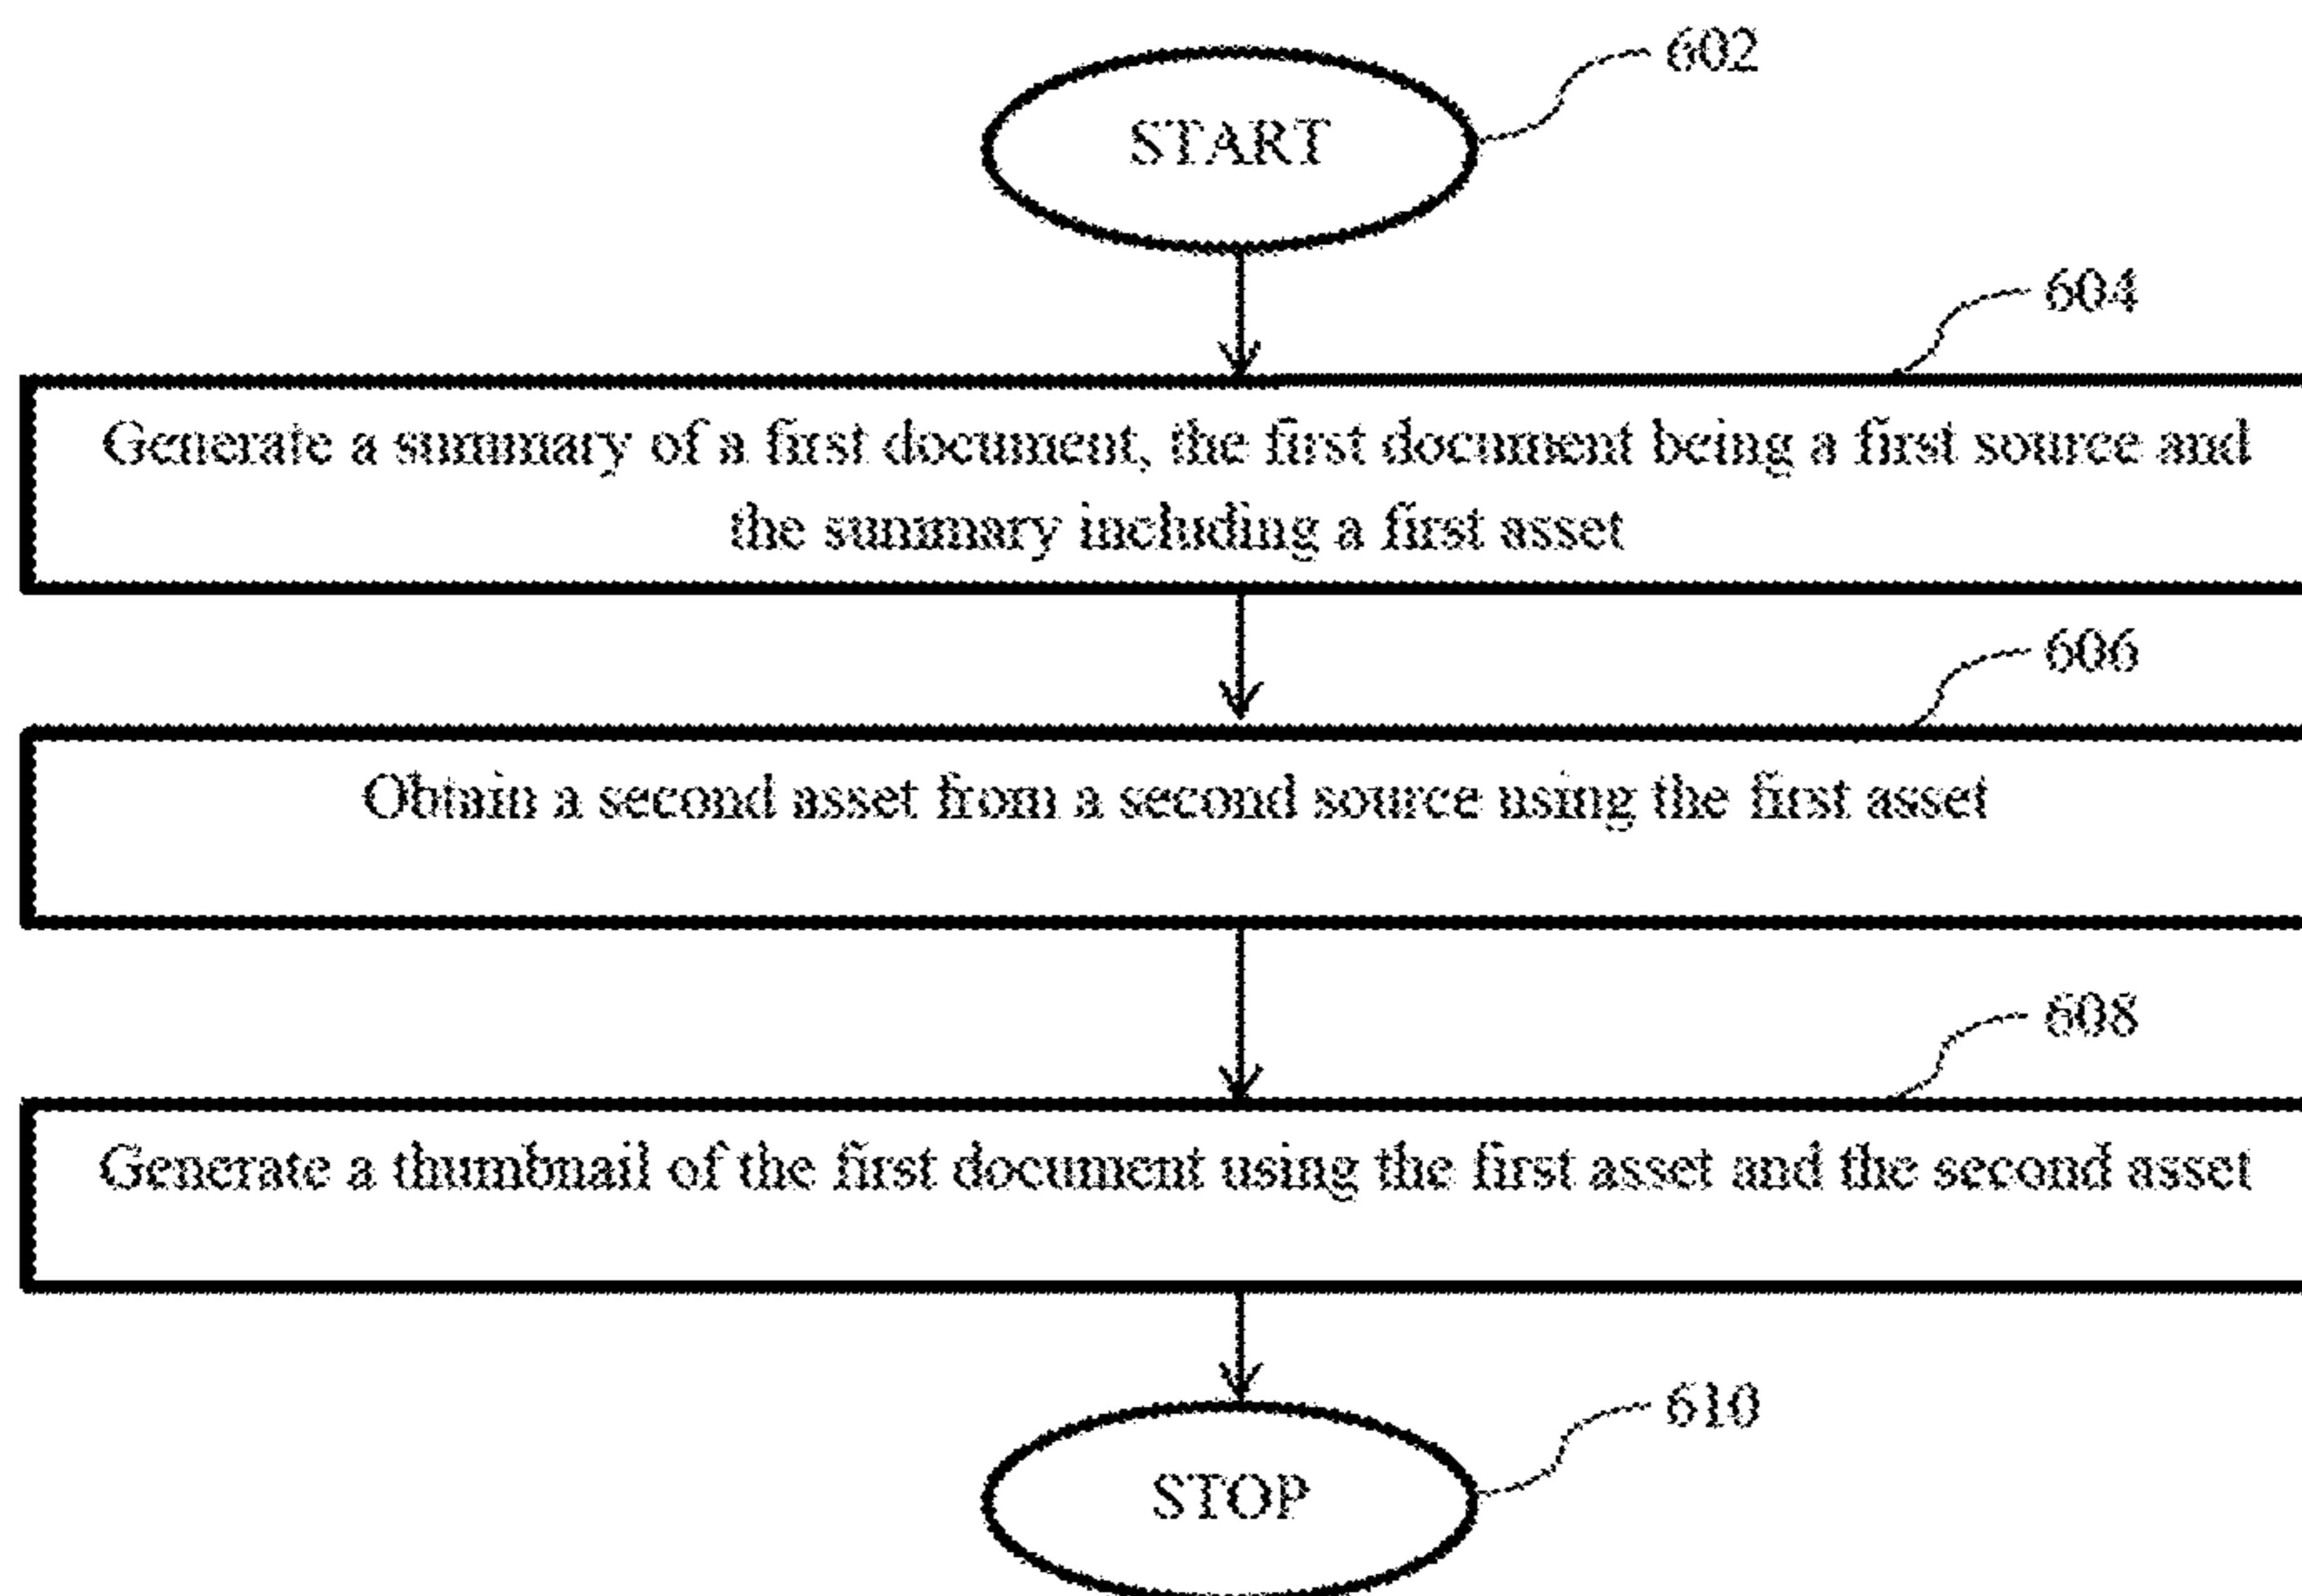 602
START
604
Generate a summary of a first document, the first document being a first source and
the summary including a first asset
606
Obtain a second asset from a second source using the first asset
608
Generate a thumbnail of the first document using the first asset and the second asset
610
STOP